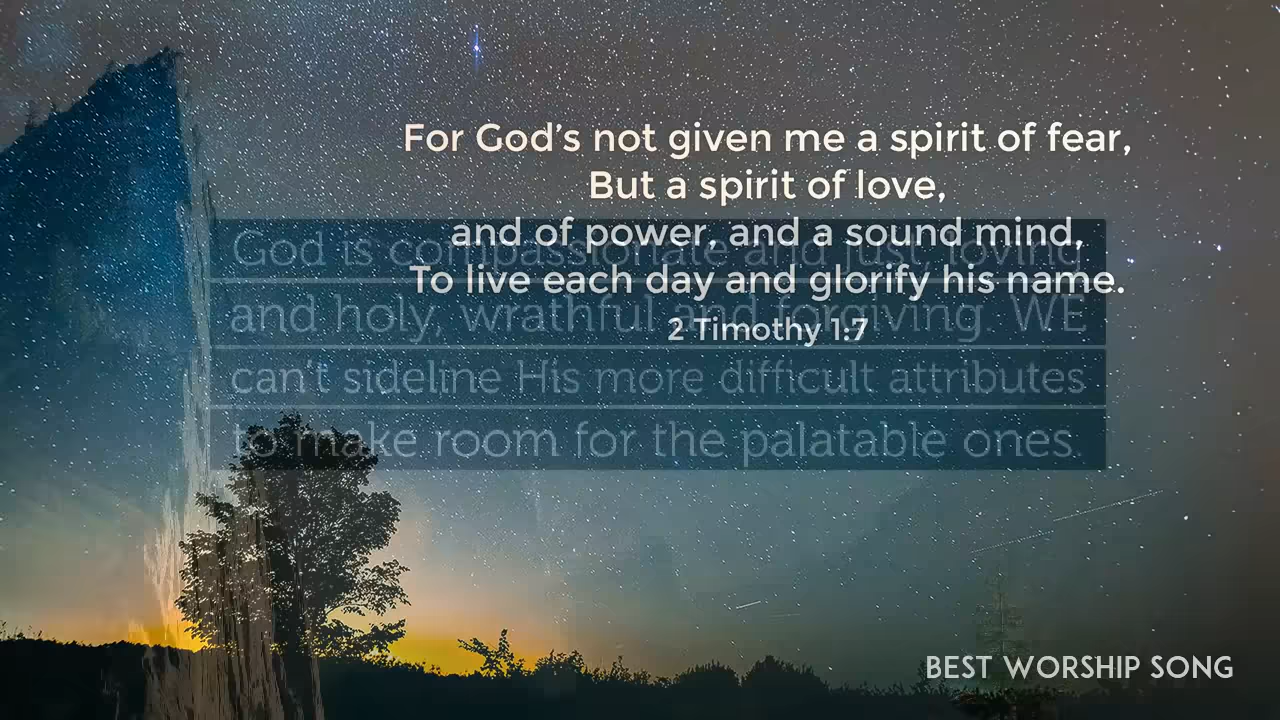 For God’s not given me a spirit of fear,
But a spirit of love,
and of power, and a sound mind,
To live each day and glorify his name.
2 Timothy 1:7
God is compassionate and just loving
and holy, wrathful and forgiving. WE
can't sideline His more difficult attributes
to make room for the palatable ones.
BEST WORSHIP SONG